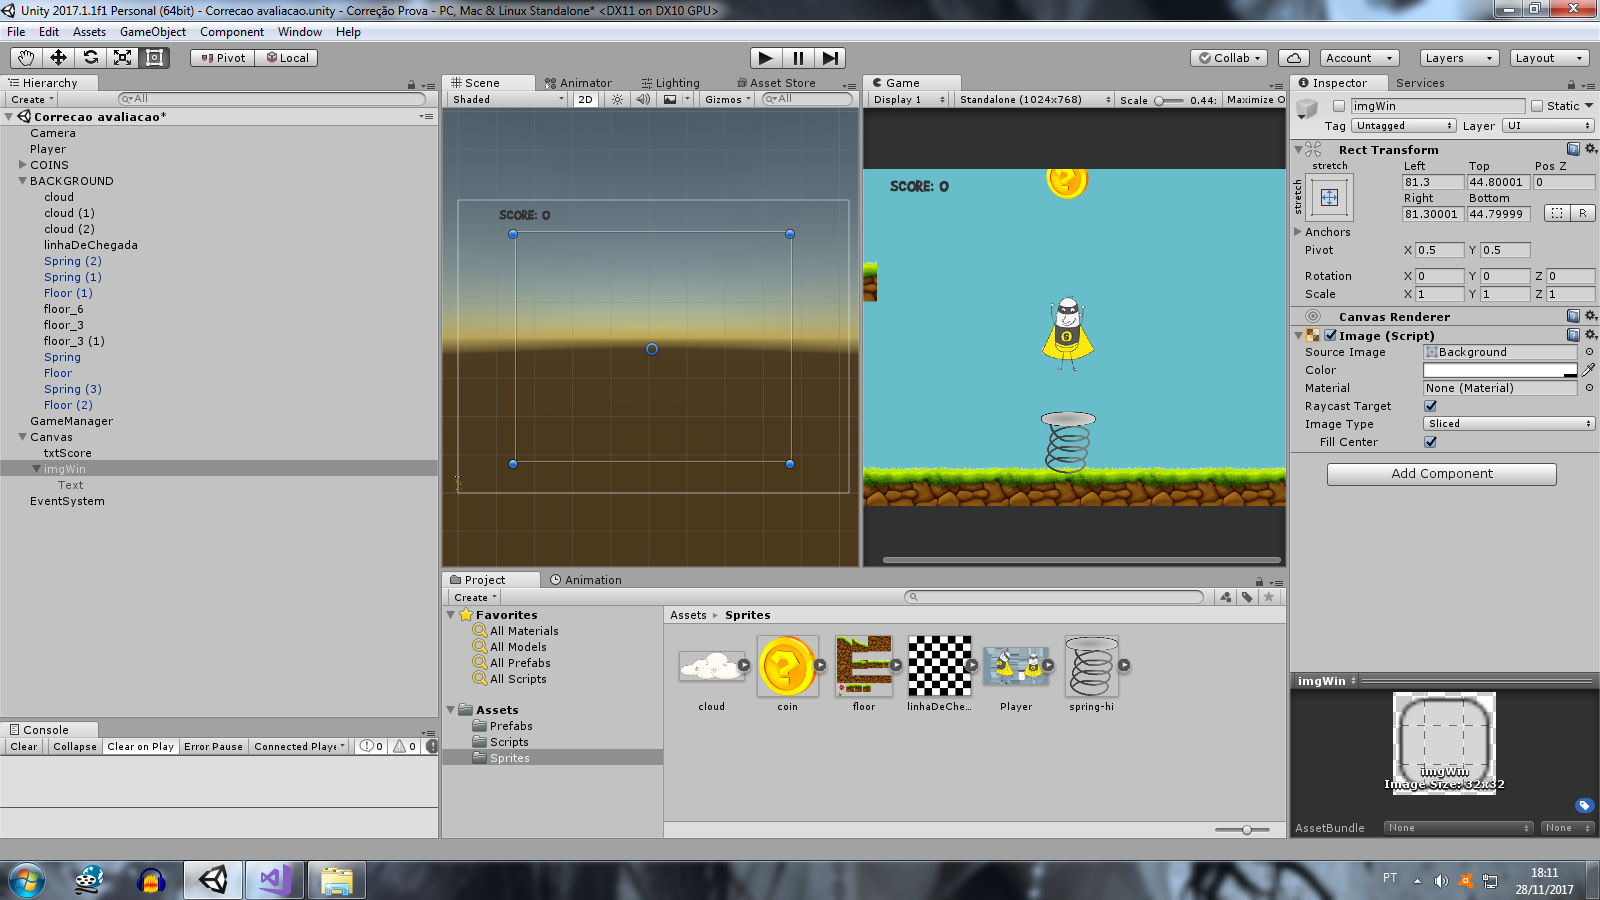 Unity 2017.1.1f1 Personal (64bit) - Correcao avaliacao.unity - Correção Prova - PC, Mac & Linux Standalone* <DX11 on DX10 GPU>
File Edit Assets GameObject Component Window Help
Pivot Local Collab Account Layers Layout
Hierarchy
Create All
Correcao avaliacao*
Camera
Player
COINS
BACKGROUND
cloud
cloud (1)
cloud (2)
linhaDeChegada
Spring (2)
Spring (1)
Floor (1)
floor_6
floor_3
floor_3 (1)
Spring
Floor
Spring (3)
Floor (2)
GameManager
Canvas
txtScore
imgWin
Text
EventSystem
Scene Animator Lighting Asset Store
Shaded 2D Gizmos All
SCORE: 0
Game
Display 1 Standalone (1024x768) Scale 0.44: Maximize O
SCORE: 0
Inspector Services
imgWin Static
Tag Untagged Layer UI
Rect Transform
stretch Left Top Pos Z
stretch 81.3 44.80001 0
Right Bottom
81.30001 44.79999 R
Anchors
Pivot X 0.5 Y 0.5
Rotation X 0 Y 0 Z 0
Scale X 1 Y 1 Z 1
Canvas Renderer
Image (Script)
Source Image Background
Color
Material None (Material)
Raycast Target
Image Type Sliced
Fill Center
Add Component
imgWin
imgWin
Image Size: 32x32
AssetBundle None None
Project Animation
Create
Favorites
All Materials
All Models
All Prefabs
All Scripts
Assets
Prefabs
Scripts
Sprites
Assets Sprites
cloud coin floor linhaDeChe... Player spring-hi
Console
Clear Collapse Clear on Play Error Pause Connected Playe 0 0
PT 18:11
28/11/2017